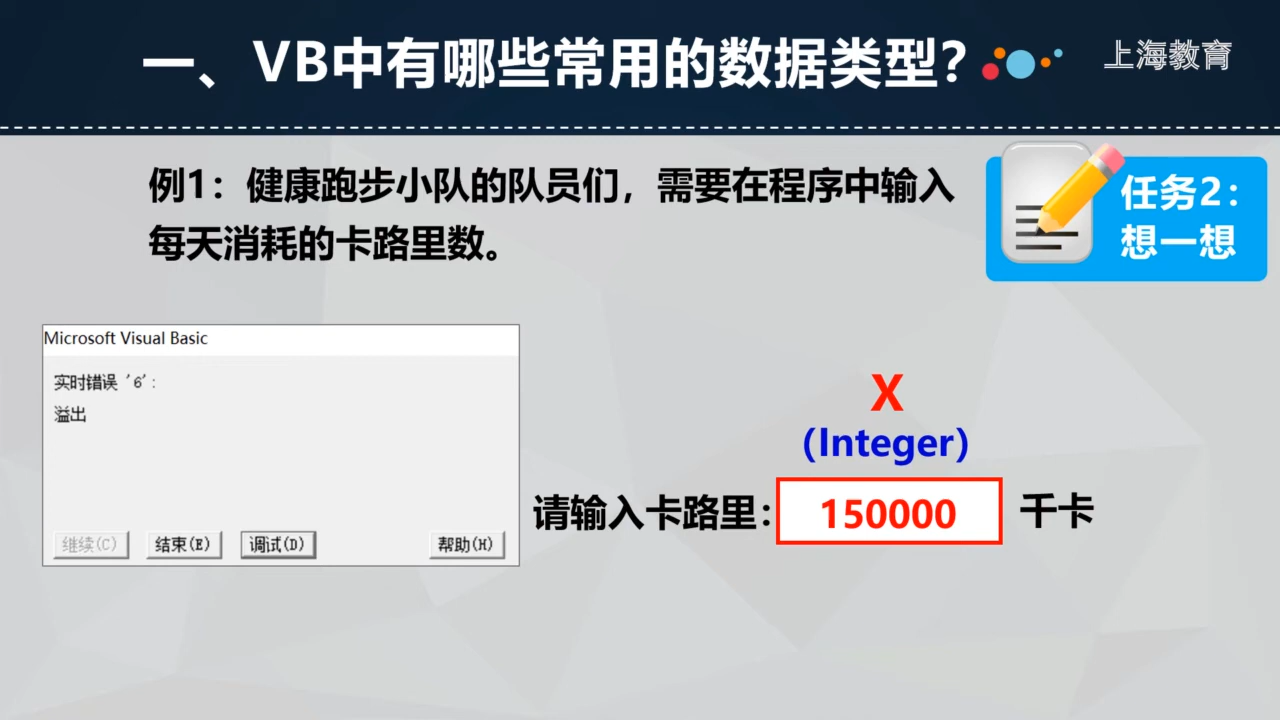 一、VB中有哪些常用的数据类型？
上海教育
例1：健康跑步小队的队员们，需要在程序中输入
每天消耗的卡路里数。
任务2：
想一想
Microsoft Visual Basic
实时错误 '6'：
溢出
继续(C) 结束(E) 调试(D) 帮助(H)
X
（Integer）
请输入卡路里：150000 千卡